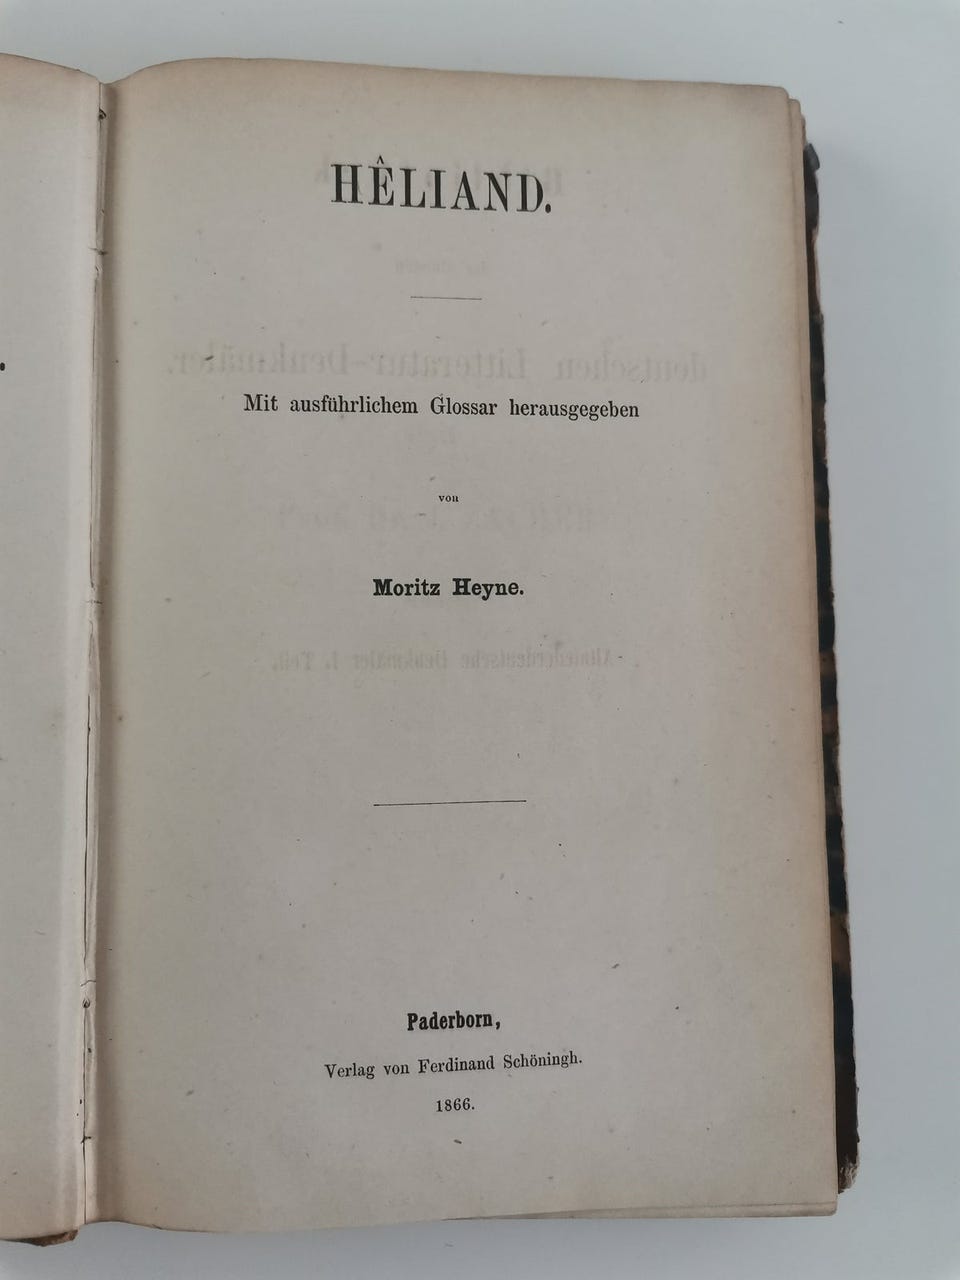 HÊLIAND.
Mit ausführlichem Glossar herausgegeben
von
Moritz Heyne.
Paderborn,
Verlag von Ferdinand Schöningh.
1866.